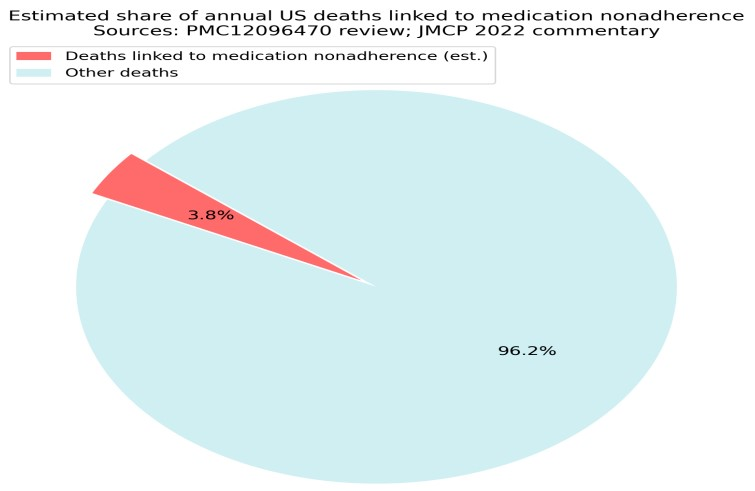 Estimated share of annual US deaths linked to medication nonadherence
Sources: PMC12096470 review; JMCP 2022 commentary
Deaths linked to medication nonadherence (est.)
Other deaths
3.8%
96.2%